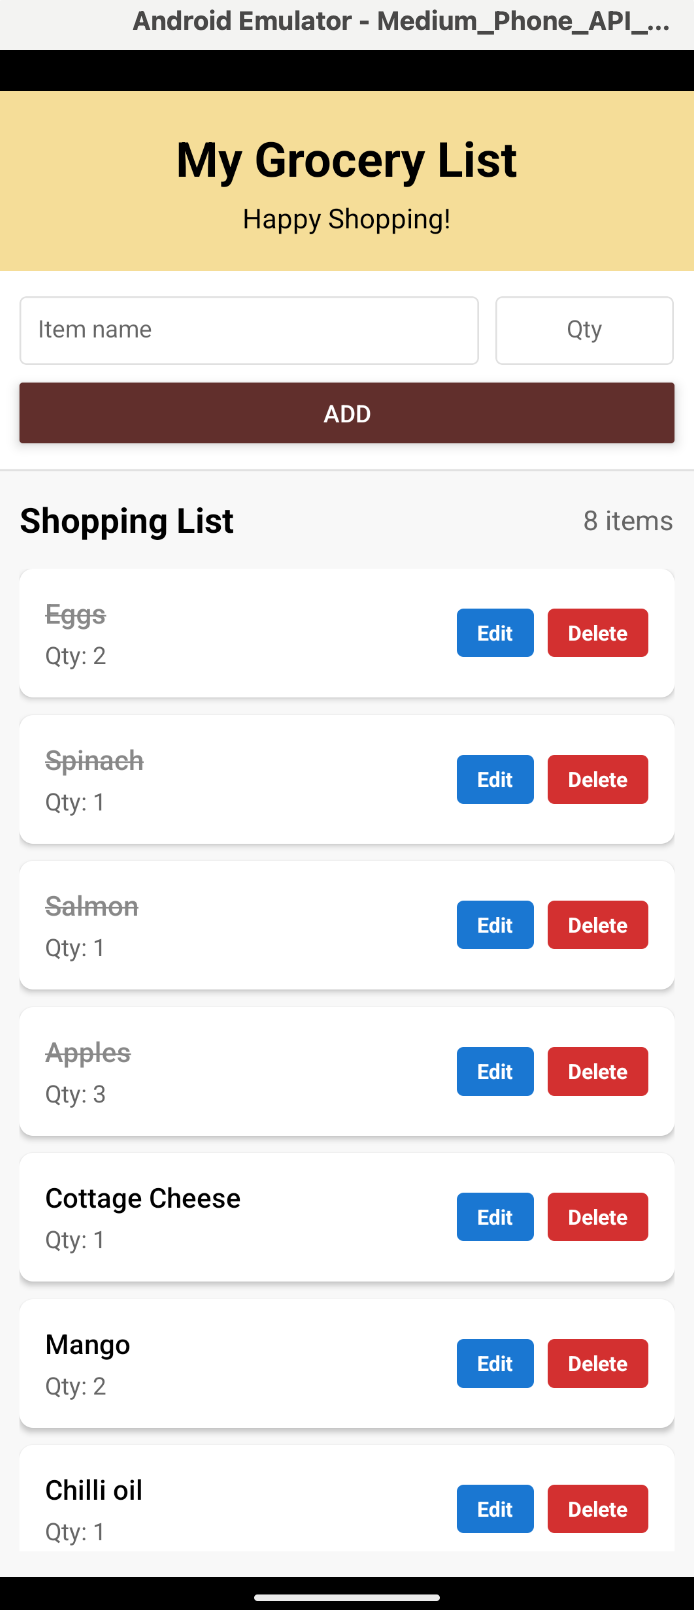 Android Emulator - Medium_Phone_API_...
My Grocery List
Happy Shopping!
Item name Qty
ADD
Shopping List 8 items
Eggs
Qty: 2
Edit Delete
Spinach
Qty: 1
Edit Delete
Salmon
Qty: 1
Edit Delete
Apples
Qty: 3
Edit Delete
Cottage Cheese
Qty: 1
Edit Delete
Mango
Qty: 2
Edit Delete
Chilli oil
Qty: 1
Edit Delete